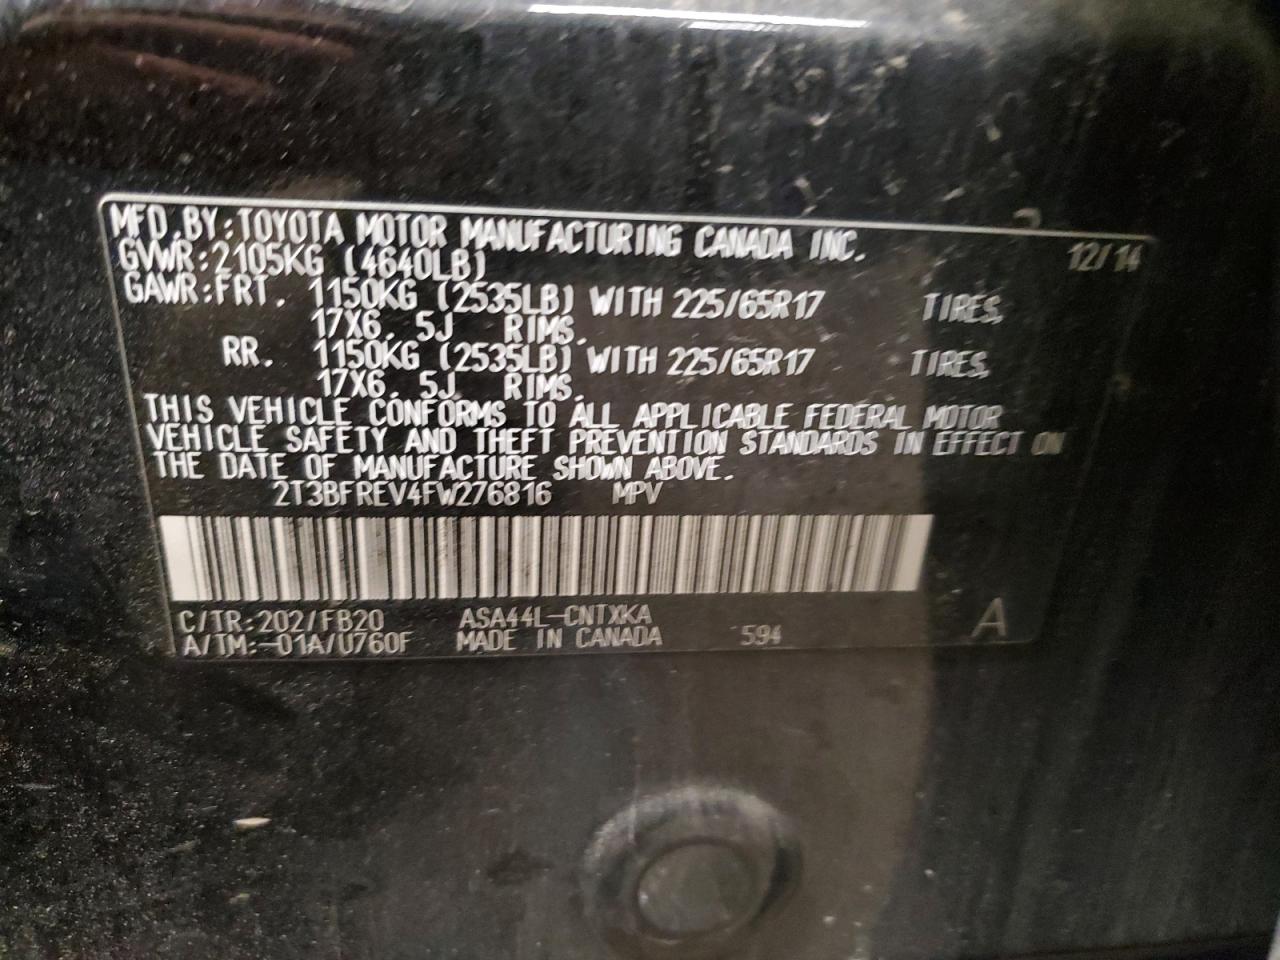 MFD.BY:TOYOTA MOTOR MANUFACTURING CANADA INC. 12/14
GVWR:2105KG (4640LB)
GAWR:FRT. 1150KG (2535LB) WITH 225/65R17 TIRES,
17X6.5J RIMS.
RR. 1150KG (2535LB) WITH 225/65R17 TIRES,
17X6.5J RIMS.
THIS VEHICLE CONFORMS TO ALL APPLICABLE FEDERAL MOTOR
VEHICLE SAFETY AND THEFT PREVENTION STANDARDS IN EFFECT ON
THE DATE OF MANUFACTURE SHOWN ABOVE.
2T3BFREV4FW276816 MPV
C/TR:202/FB20 ASA44L-CNTXKA
A/TM:-01A/U760F MADE IN CANADA 594 A